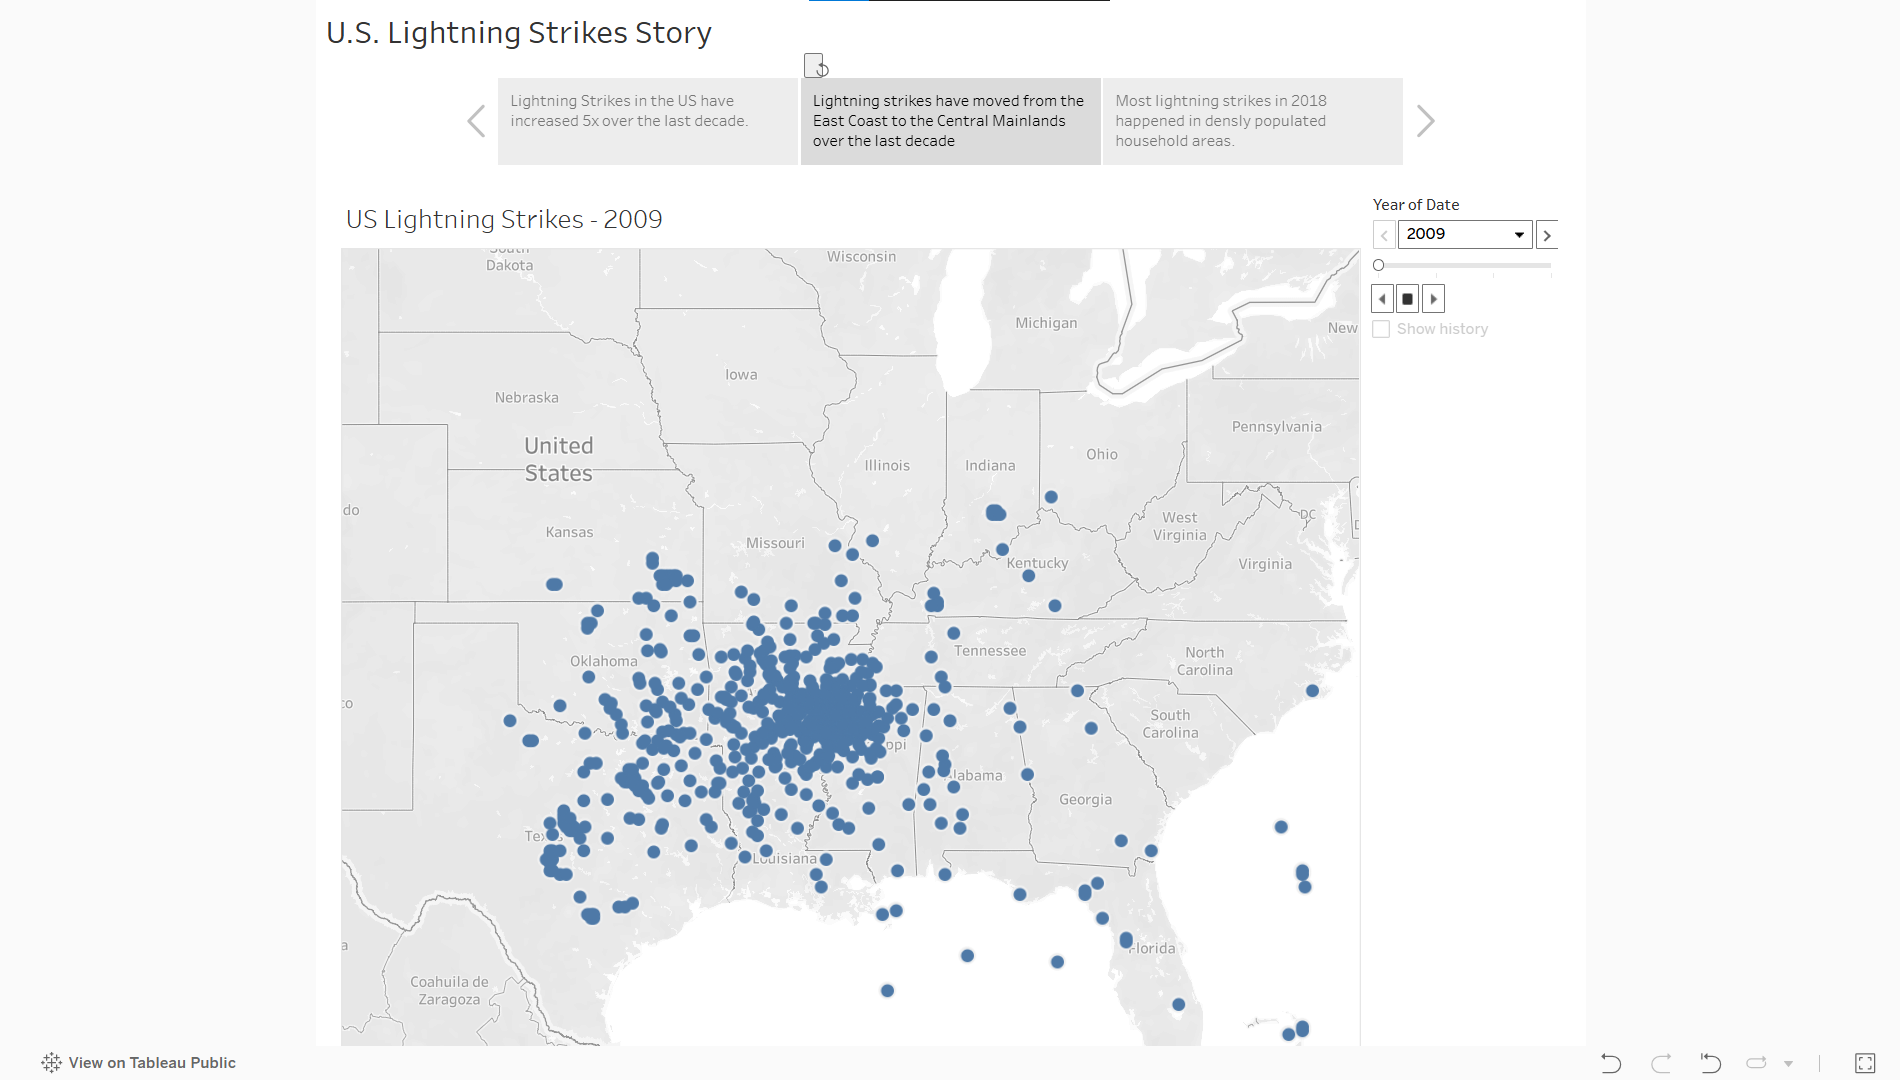 U.S. Lightning Strikes Story
Lightning Strikes in the US have
increased 5x over the last decade.
Lightning strikes have moved from the
East Coast to the Central Mainlands
over the last decade
Most lightning strikes in 2018
happened in densly populated
household areas.
US Lightning Strikes - 2009
Year of Date
2009
Show history
South
Dakota
Wisconsin
Michigan
New
Iowa
Nebraska
Pennsylvania
United
States
Illinois
Indiana
Ohio
do
Kansas
Missouri
West
Virginia
DC
Kentucky
Virginia
Oklahoma
Tennessee
North
Carolina
co
South
Carolina
ppi
labama
Georgia
Louisiana
Florida
Coahuila de
Zaragoza
View on Tableau Public